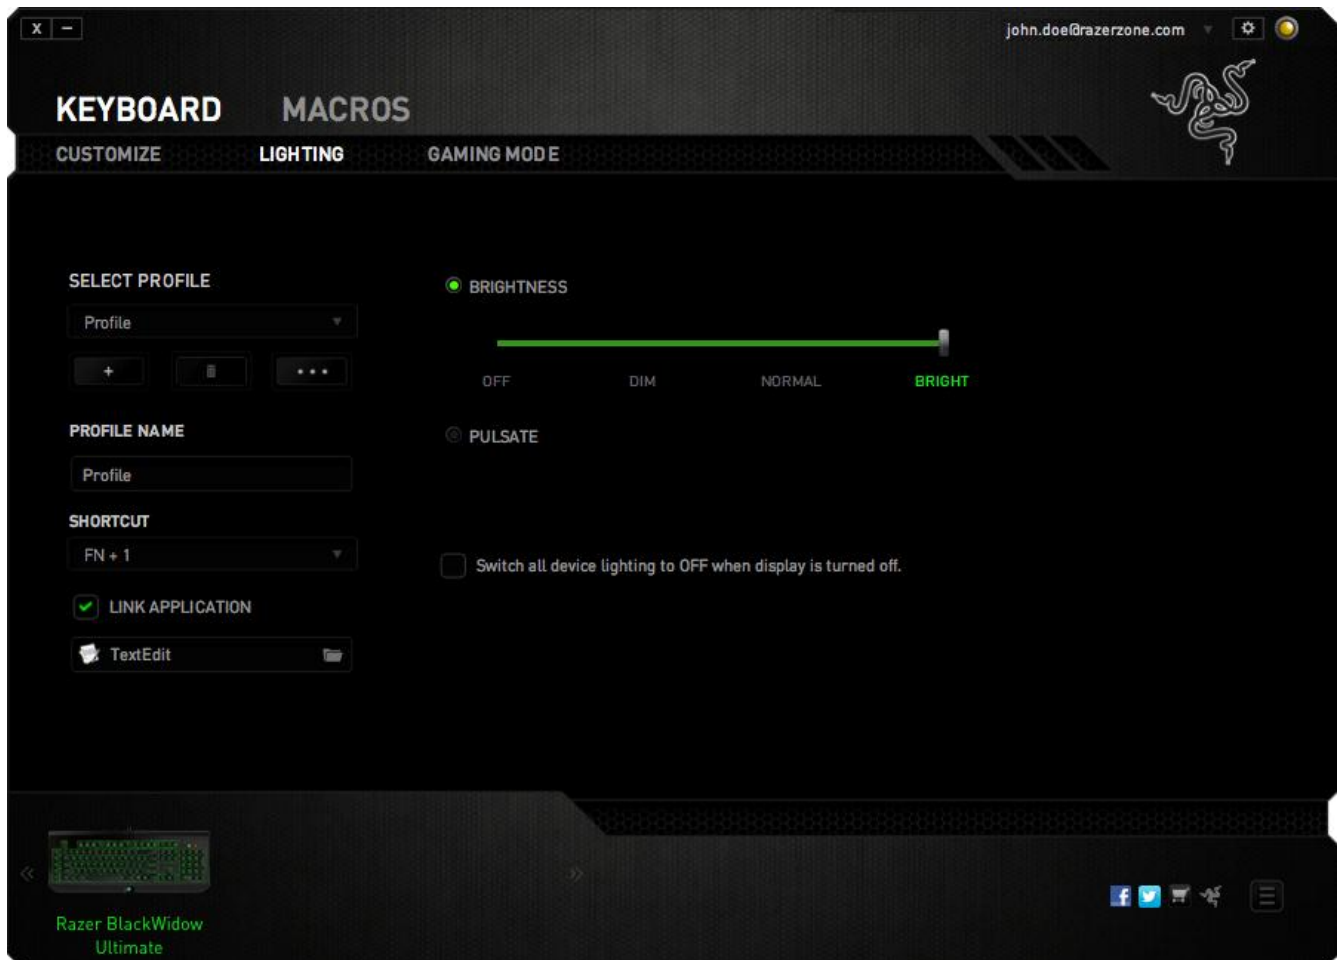 X –
john.doe@razerzone.com
KEYBOARD MACROS
CUSTOMIZE LIGHTING GAMING MODE
SELECT PROFILE
Profile
+ •••
PROFILE NAME
Profile
SHORTCUT
FN + 1
LINK APPLICATION
TextEdit
BRIGHTNESS
OFF DIM NORMAL BRIGHT
PULSATE
Switch all device lighting to OFF when display is turned off.
Razer BlackWidow
Ultimate